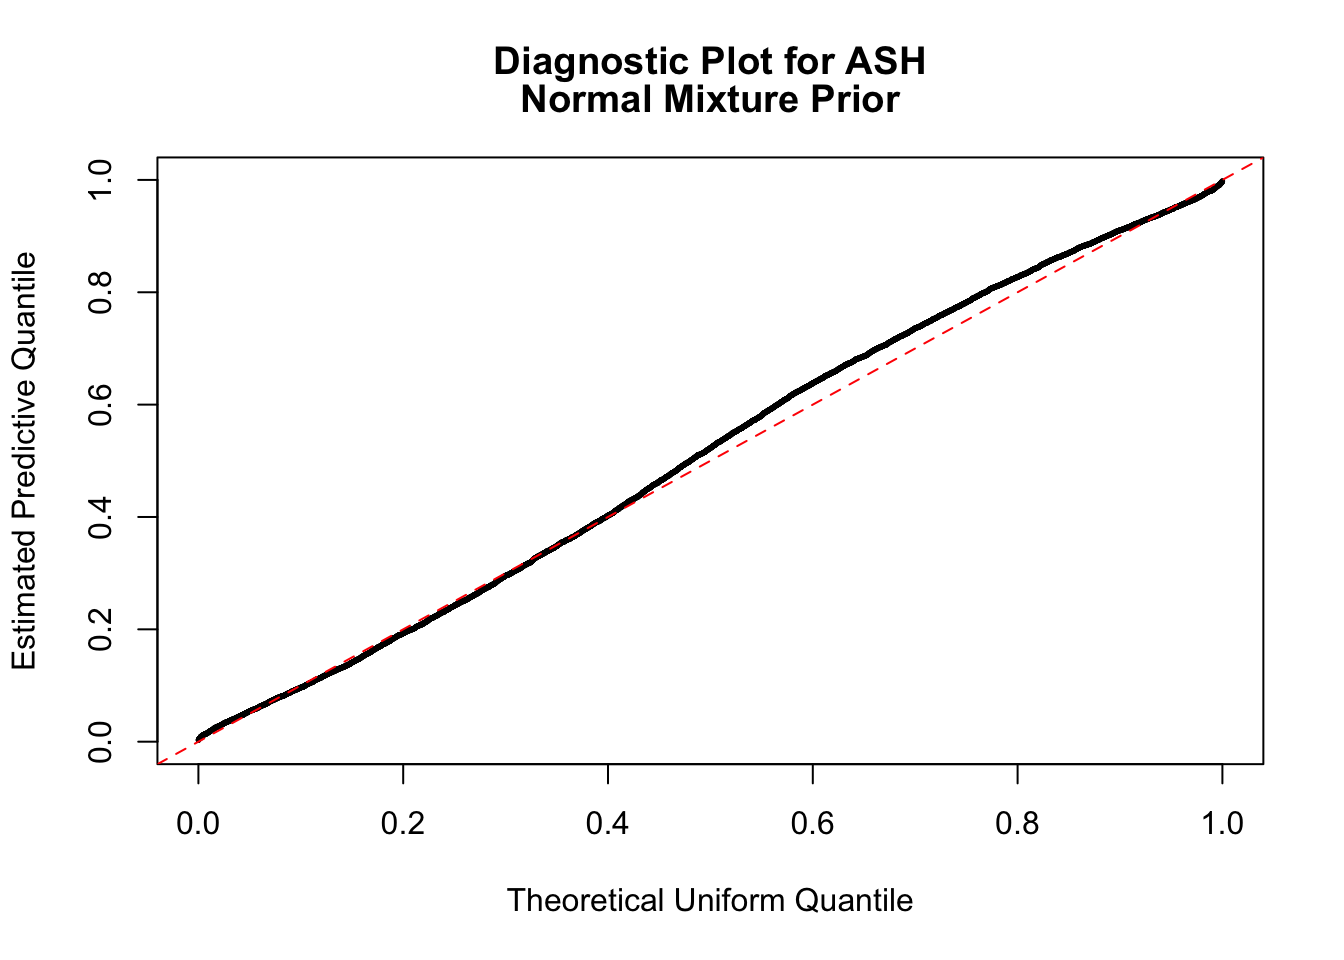 Diagnostic Plot for ASH
Normal Mixture Prior
Estimated Predictive Quantile
1.0
0.8
0.6
0.4
0.2
0.0
0.0 0.2 0.4 0.6 0.8 1.0
Theoretical Uniform Quantile